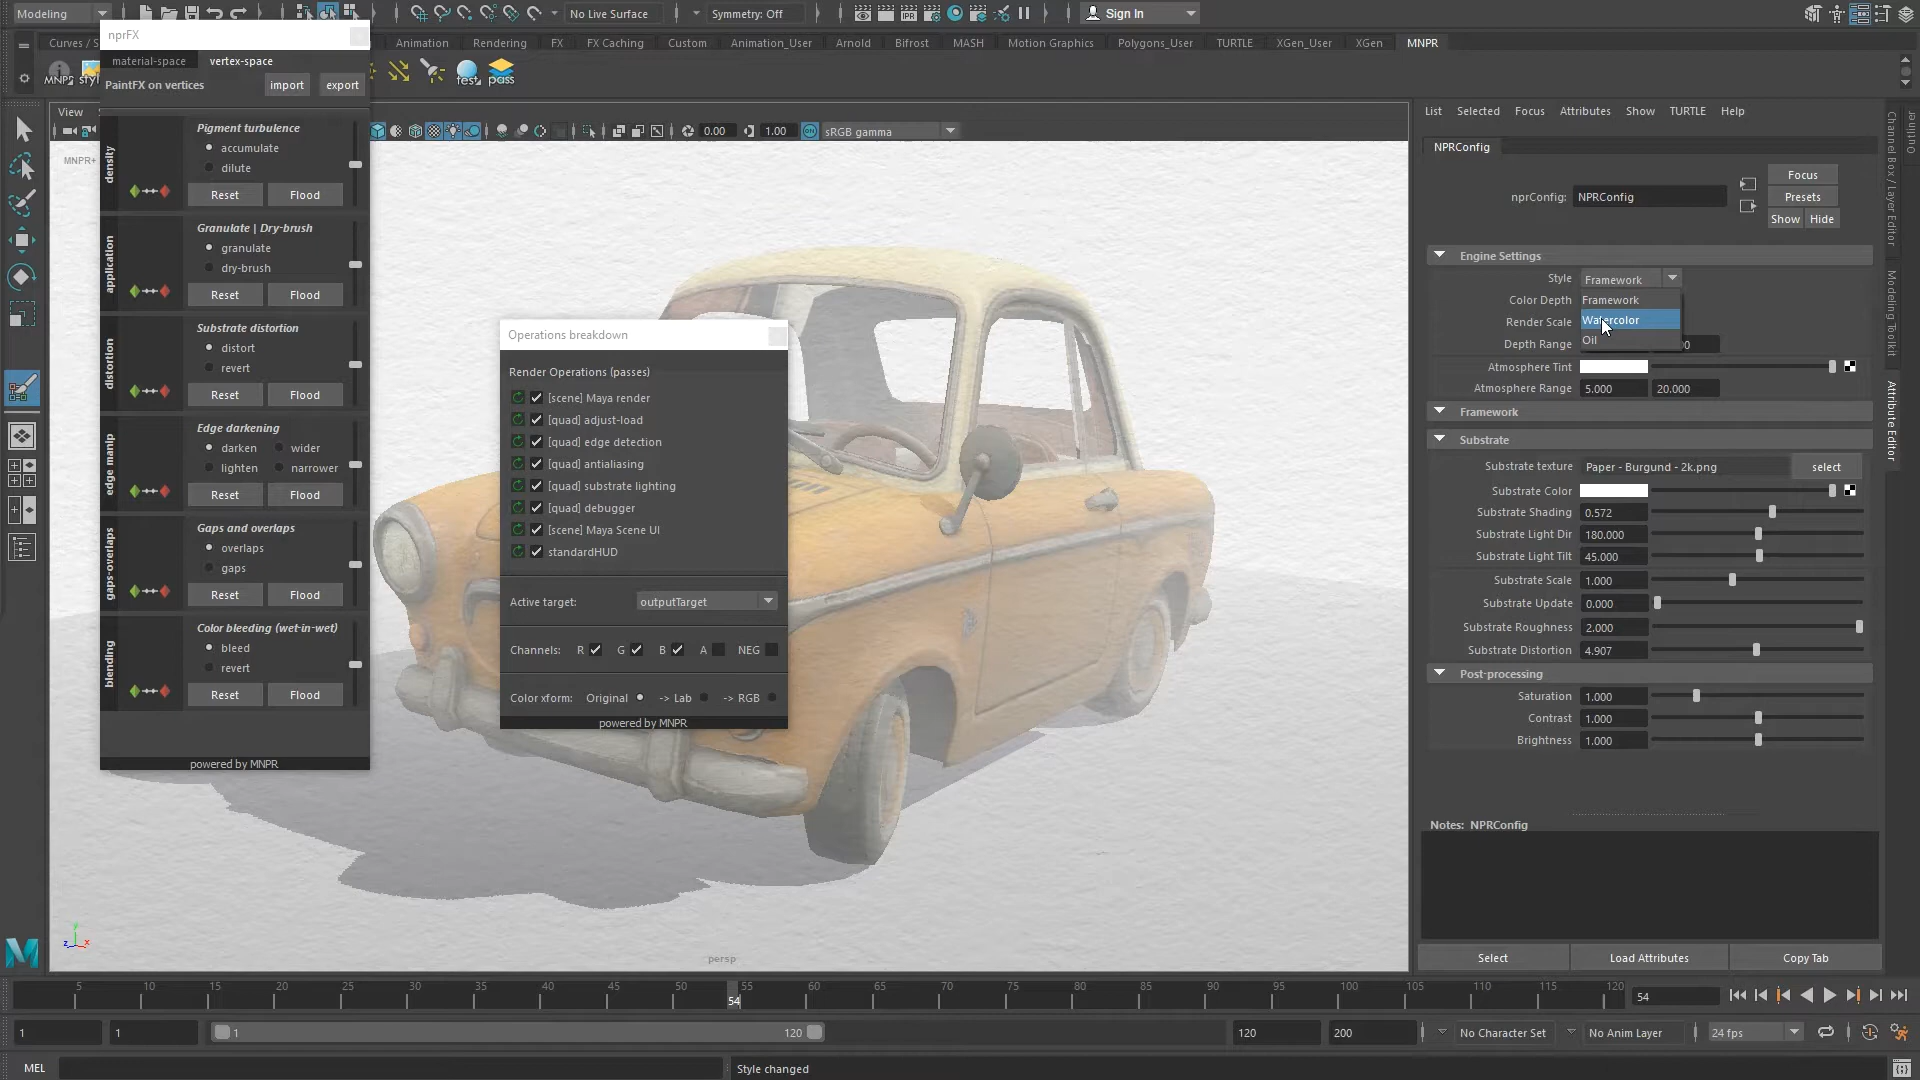 Modeling
No Live Surface
Symmetry: Off
IPR
Sign In
nprFX
Curves / S
Animation
Rendering
FX
FX Caching
Custom
Animation_User
Arnold
Bifrost
MASH
Motion Graphics
Polygons_User
TURTLE
XGen_User
XGen
MNPR
material-space
vertex-space
MNPR
test
pass
PaintFX on vertices
import
export
View
0.00
1.00
sRGB gamma
Pigment turbulence
accumulate
dilute
density
Reset
Flood
Granulate | Dry-brush
granulate
dry-brush
application
Reset
Flood
Substrate distortion
distort
revert
distortion
Reset
Flood
Edge darkening
darken
wider
lighten
narrower
edge manip
Reset
Flood
Gaps and overlaps
overlaps
gaps
gaps-overlaps
Reset
Flood
Color bleeding (wet-in-wet)
bleed
revert
blending
Reset
Flood
powered by MNPR
Operations breakdown
Render Operations (passes)
[scene] Maya render
[quad] adjust-load
[quad] edge detection
[quad] antialiasing
[quad] substrate lighting
[quad] debugger
[scene] Maya Scene UI
standardHUD
Active target:
outputTarget
Channels:
R
G
B
A
NEG
Color xform:
Original
-> Lab
-> RGB
powered by MNPR
persp
List
Selected
Focus
Attributes
Show
TURTLE
Help
NPRConfig
nprConfig:
NPRConfig
Focus
Presets
Show
Hide
Engine Settings
Style
Framework
Color Depth
Framework
Render Scale
Watercolor
Oil
Depth Range
Atmosphere Tint
Atmosphere Range
5.000
20.000
Framework
Substrate
Substrate texture
Paper - Burgund - 2k.png
select
Substrate Color
Substrate Shading
0.572
Substrate Light Dir
180.000
Substrate Light Tilt
45.000
Substrate Scale
1.000
Substrate Update
0.000
Substrate Roughness
2.000
Substrate Distortion
4.907
Post-processing
Saturation
1.000
Contrast
1.000
Brightness
1.000
Notes: NPRConfig
Select
Load Attributes
Copy Tab
Channel Box / Layer Editor
Modeling Toolkit
Attribute Editor
Outliner
5
10
15
20
25
30
35
40
45
50
54
55
60
65
70
75
80
85
90
95
100
105
110
115
120
54
1
1
1
120
120
200
No Character Set
No Anim Layer
24 fps
MEL
Style changed